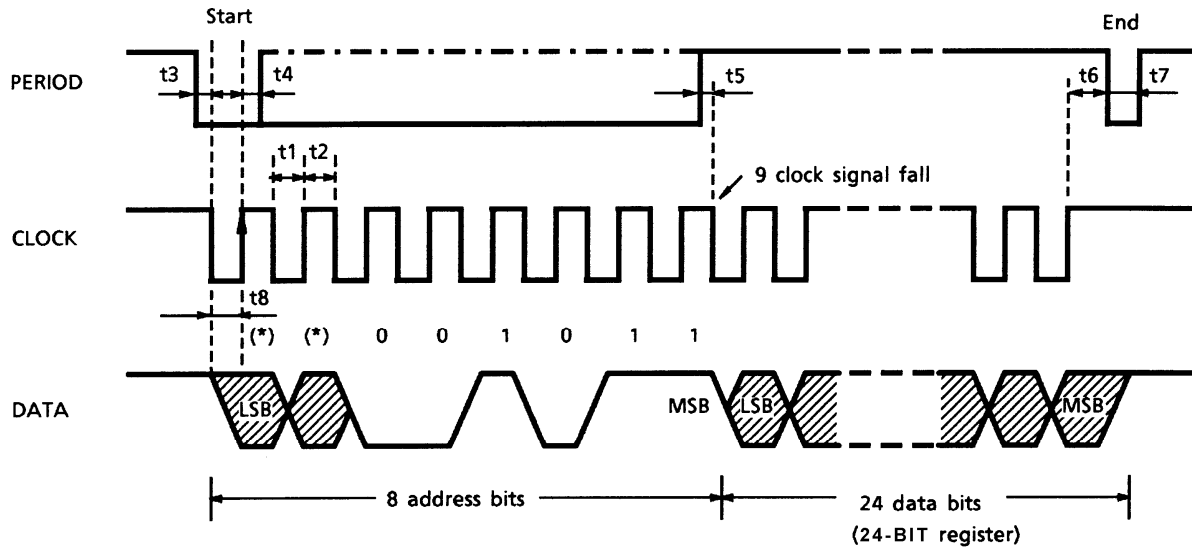 Start
End
PERIOD
t3
t4
t5
t6
t7
t1
t2
9 clock signal fall
CLOCK
t8
(*) (*) 0 0 1 0 1 1
DATA
LSB
MSB
LSB
MSB
8 address bits
24 data bits
(24-BIT register)